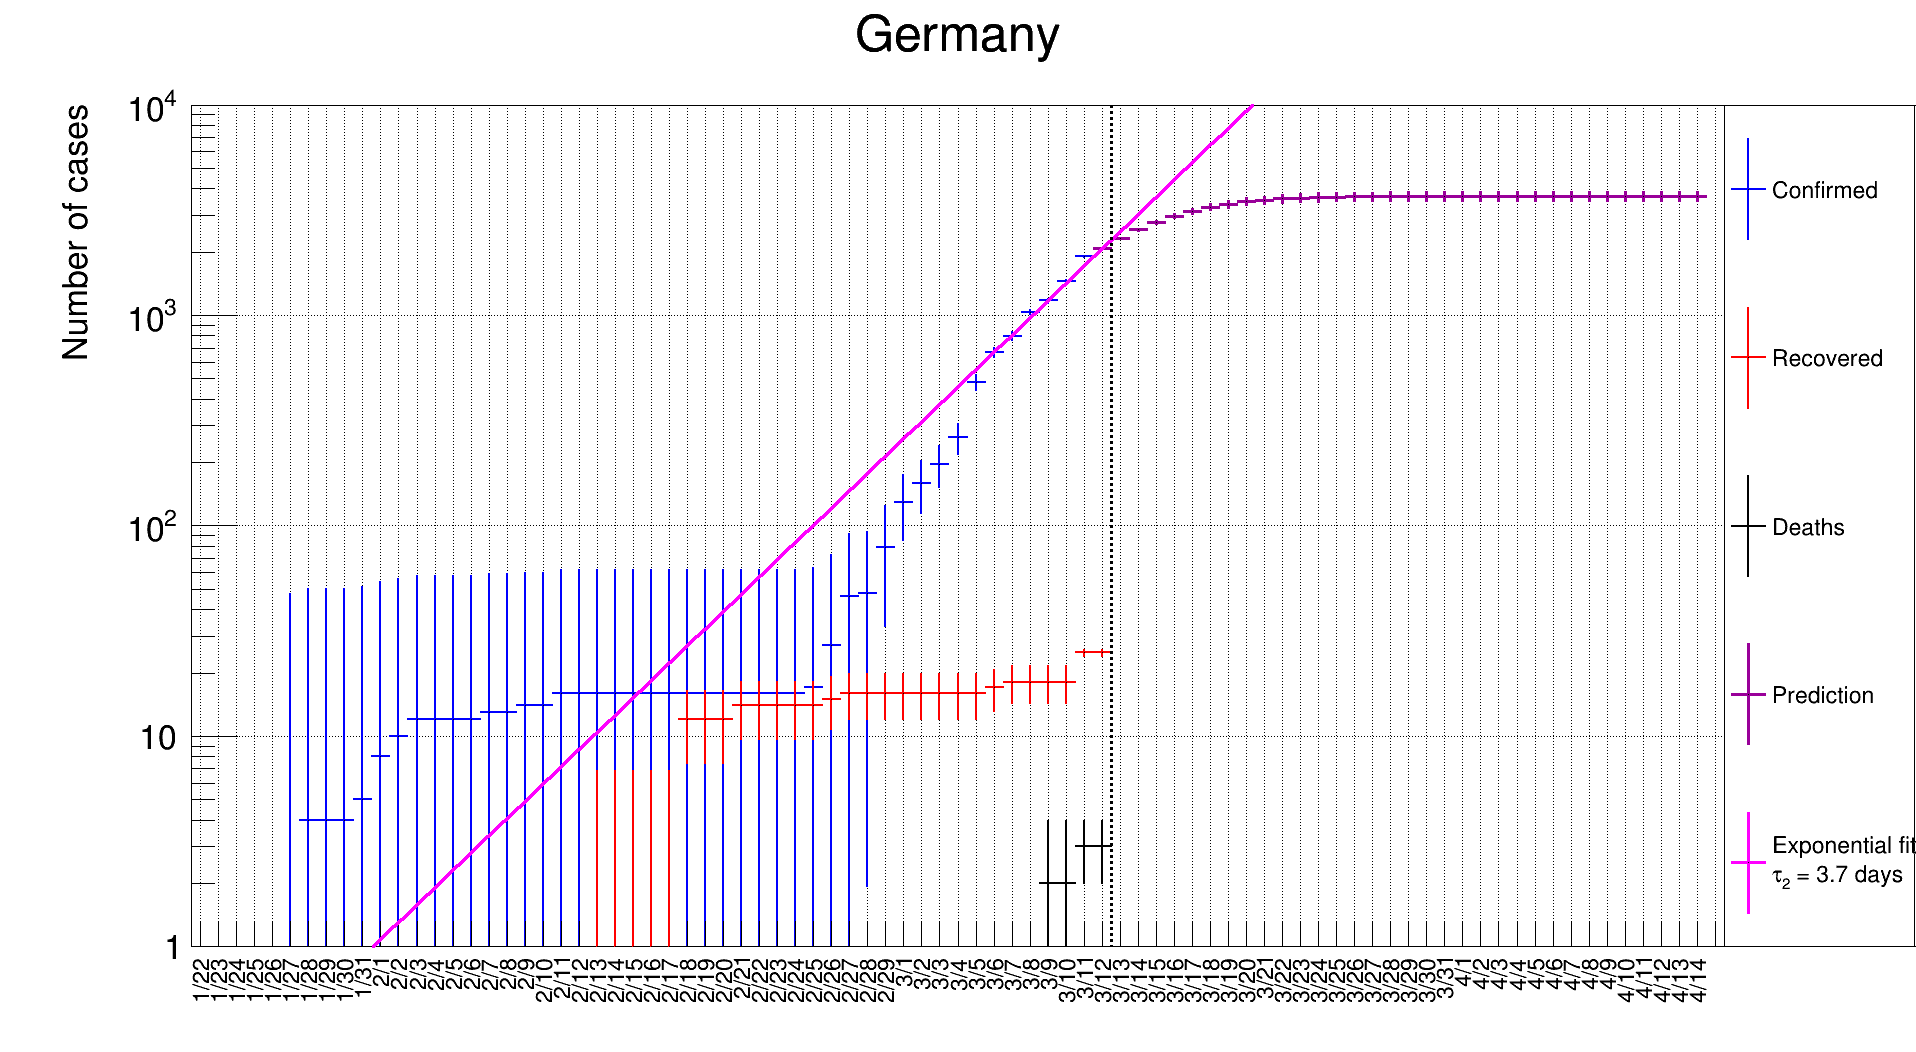 Germany
Number of cases
10^4
10^3
10^2
10
1
1/22 1/23 1/24 1/25 1/26 1/27 1/28 1/29 1/30 1/31 2/1 2/2 2/3 2/4 2/5 2/6 2/7 2/8 2/9 2/10 2/11 2/12 2/13 2/14 2/15 2/16 2/17 2/18 2/19 2/20 2/21 2/22 2/23 2/24 2/25 2/26 2/27 2/28 2/29 3/1 3/2 3/3 3/4 3/5 3/6 3/7 3/8 3/9 3/10 3/11 3/12 3/13 3/14 3/15 3/16 3/17 3/18 3/19 3/20 3/21 3/22 3/23 3/24 3/25 3/26 3/27 3/28 3/29 3/30 3/31 4/1 4/2 4/3 4/4 4/5 4/6 4/7 4/8 4/9 4/10 4/11 4/12 4/13 4/14
Confirmed
Recovered
Deaths
Prediction
Exponential fit
τ₂ = 3.7 days